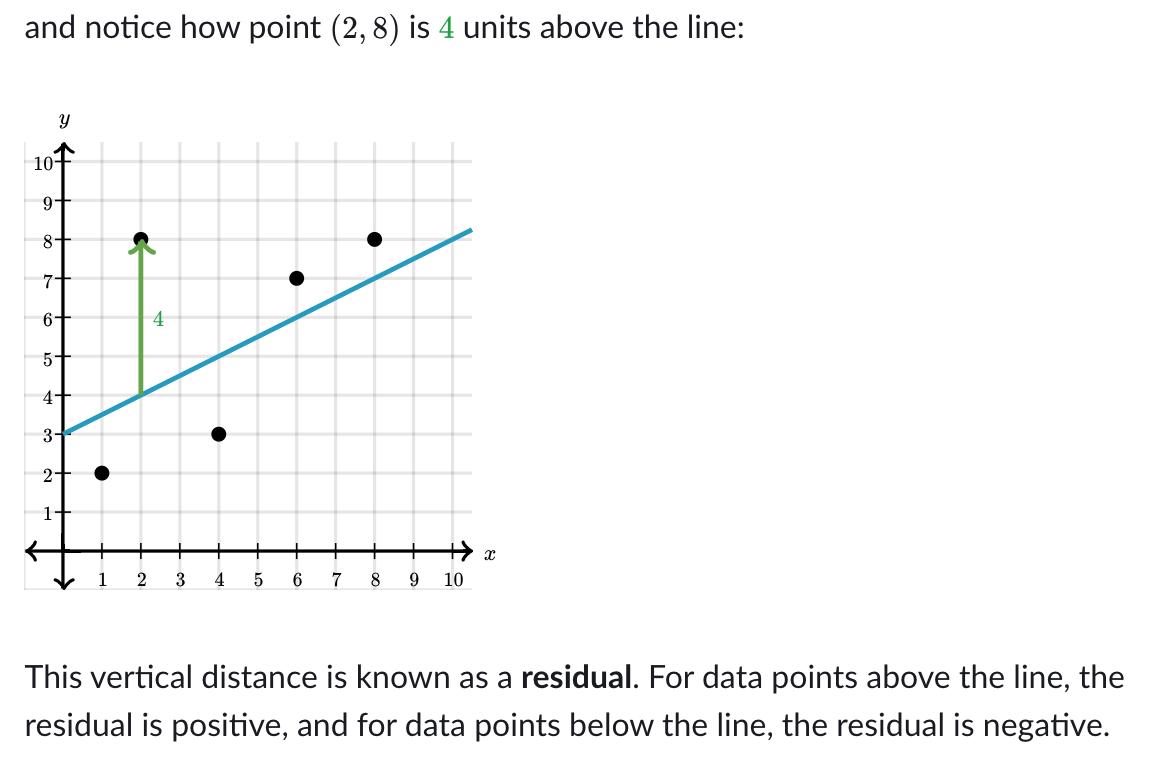 and notice how point (2, 8) is 4 units above the line:
y
10
9
8
7
6
4
5
4
3
2
1
x
1 2 3 4 5 6 7 8 9 10
This vertical distance is known as a residual. For data points above the line, the
residual is positive, and for data points below the line, the residual is negative.